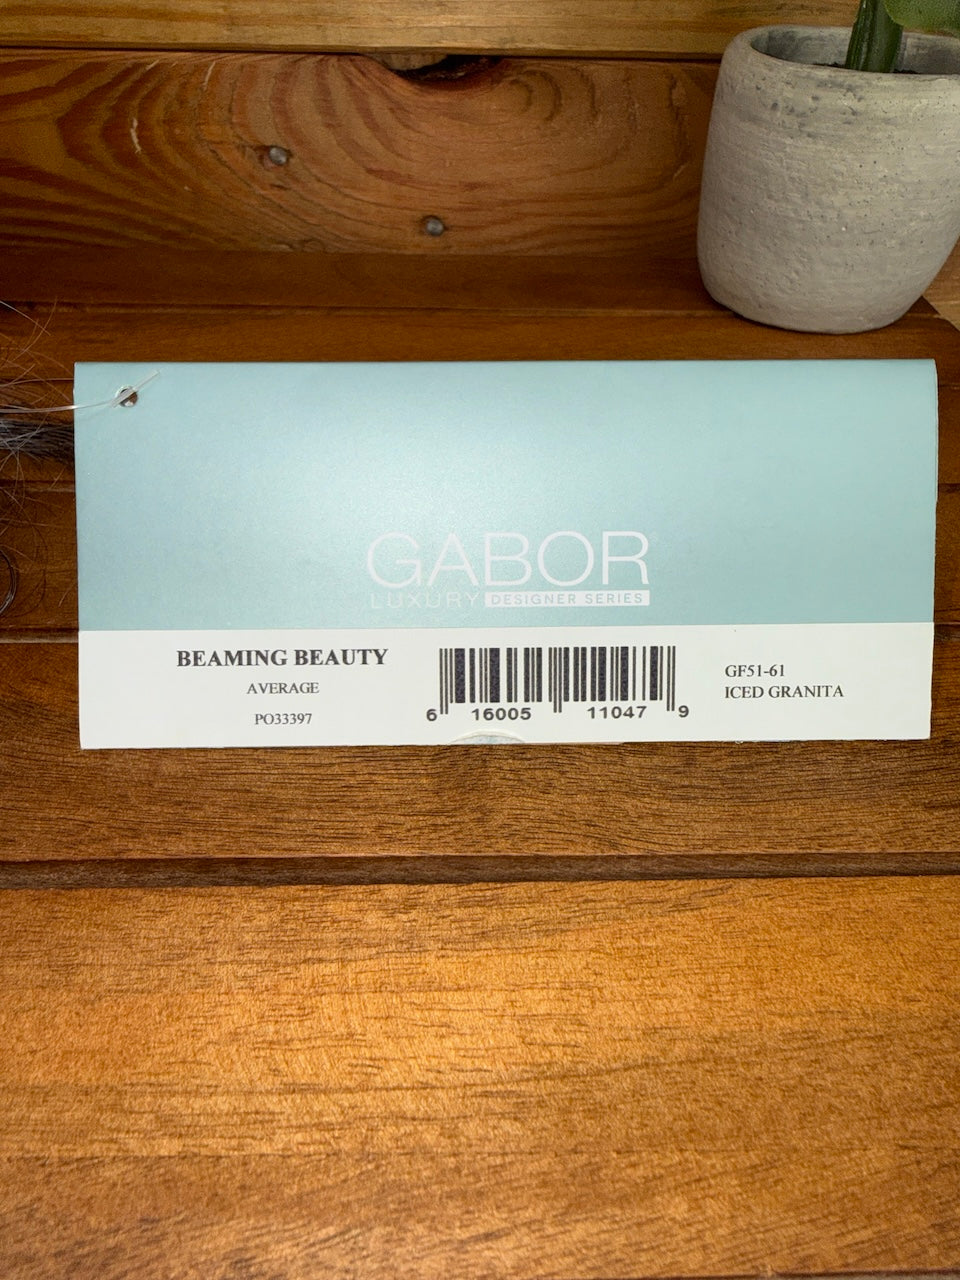 GABOR
LUXURY DESIGNER SERIES
BEAMING BEAUTY
AVERAGE
PO33397
6 16005 11047 9
GF51-61
ICED GRANITA